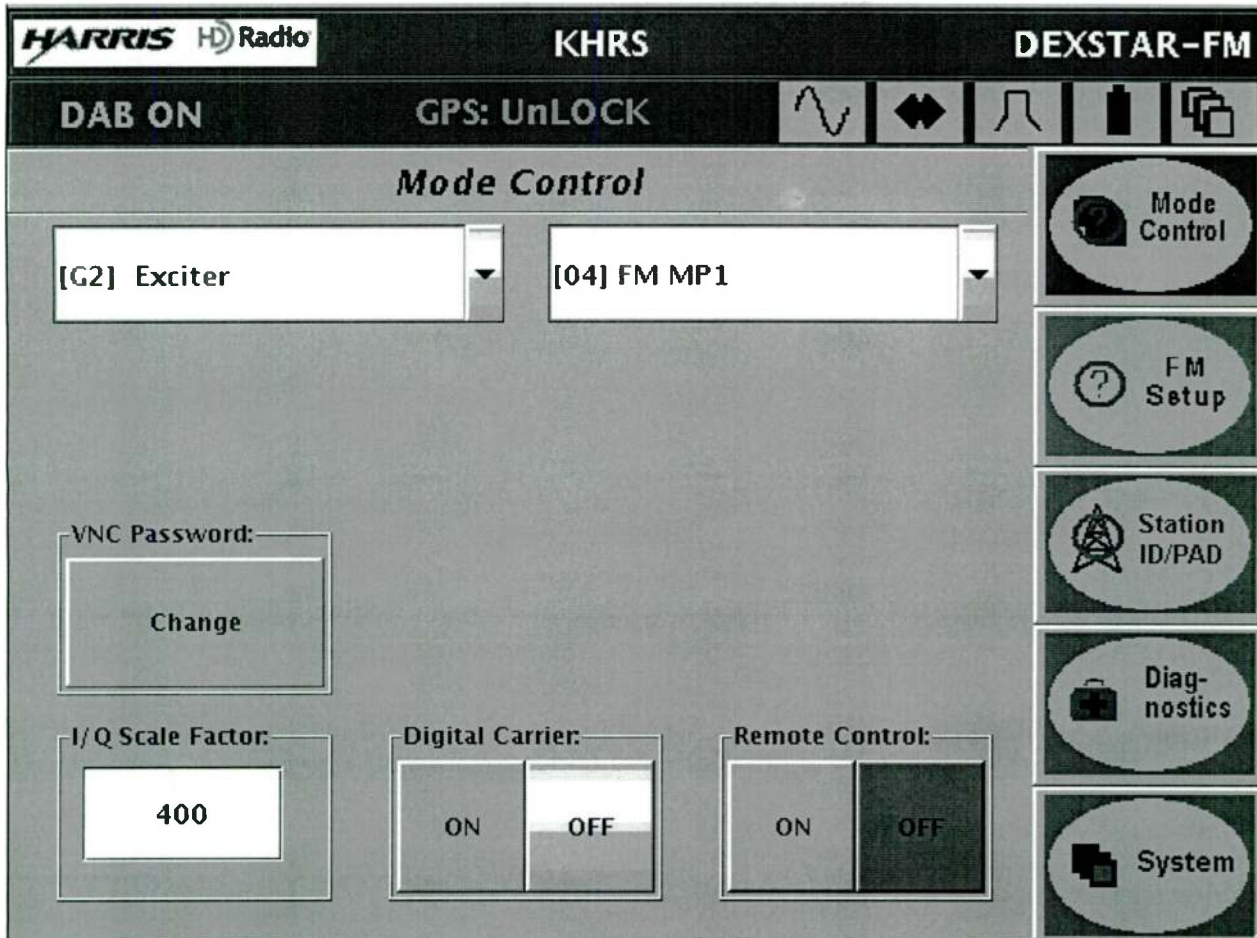 HARRIS HD Radio
KHRS
DEXSTAR-FM
DAB ON
GPS: UnLOCK
Mode Control
[G2] Exciter
[04] FM MP1
VNC Password:
Change
I/Q Scale Factor:
400
Digital Carrier:
ON
OFF
Remote Control:
ON
OFF
Mode
Control
FM
Setup
Station
ID/PAD
Diag-
nostics
System